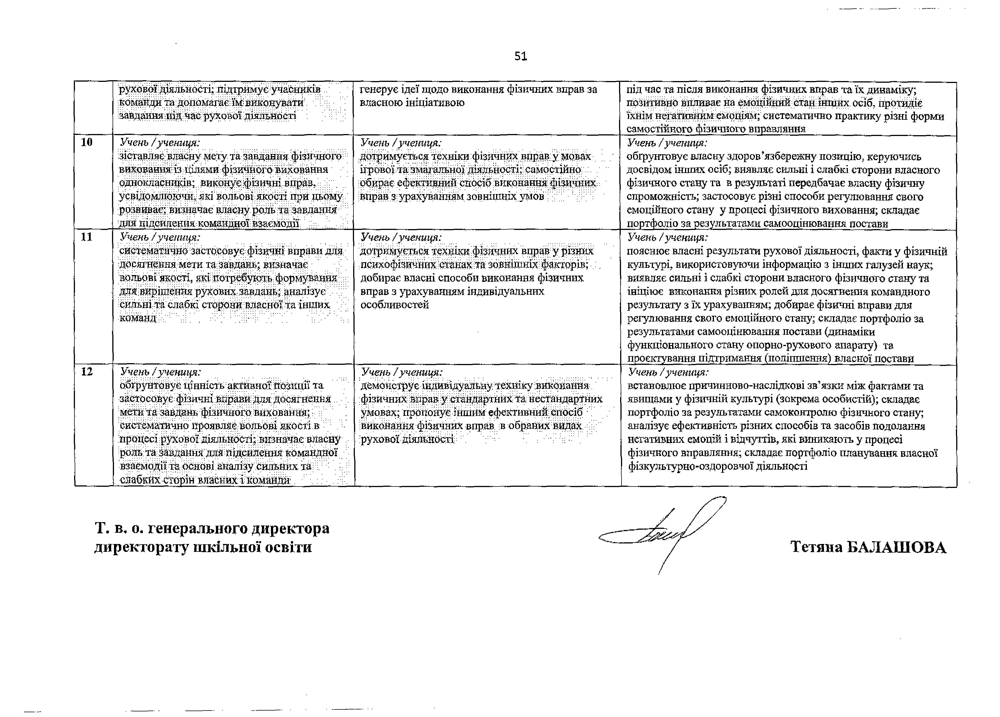 51
рухової діяльності; підтримує учасників
команди та допомагає їм виконувати
завдання під час рухової діяльності
генерує ідеї щодо виконання фізичних вправ за
власною ініціативою
під час та після виконання фізичних вправ та їх динаміку;
позитивно впливає на емоційний стан інших осіб, протидіє
їхнім негативним емоціям; систематично практику різні форми
самостійного фізичного вправляння
10
Учень / учениця:
зіставляє власну мету та завдання фізичного
виховання із цілями фізичного виховання
однокласників; виконує фізичні вправ,
усвідомлюючи, які вольові якості при цьому
розвиває; визначає власну роль та завдання
для підсилення командної взаємодії
Учень / учениця:
дотримується техніки фізичних вправ у мовах
ігрової та змагальної діяльності; самостійно
обирає ефективний спосіб виконання фізичних
вправ з урахуванням зовнішніх умов
Учень / учениця:
обґрунтовує власну здоров’язбережну позицію, керуючись
досвідом інших осіб; виявляє сильні і слабкі сторони власного
фізичного стану та в результаті передбачає власну фізичну
спроможність; застосовує різні способи регулювання свого
емоційного стану у процесі фізичного виховання; складає
портфоліо за результатами самооцінювання постави
11
Учень / учениця:
систематично застосовує фізичні вправи для
досягнення мети та завдань; визначає
вольові якості, які потребують формування
для вирішення рухових завдань; аналізує
сильні та слабкі сторони власної та інших
команд
Учень / учениця:
дотримується техніки фізичних вправ у різних
психофізичних станах та зовнішніх факторів;
добирає власні способи виконання фізичних
вправ з урахуванням індивідуальних
особливостей
Учень / учениця:
пояснює власні результати рухової діяльності, факти у фізичній
культурі, використовуючи інформацію з інших галузей наук;
виявляє сильні і слабкі сторони власного фізичного стану та
ініціює виконання різних ролей для досягнення командного
результату з їх урахуванням; добирає фізичні вправи для
регулювання свого емоційного стану; складає портфоліо за
результатами самооцінювання постави (динаміки
функціонального стану опорно-рухового апарату) та
проєктування підтримання (поліпшення) власної постави
12
Учень / учениця:
обґрунтовує цінність активної позиції та
застосовує фізичні вправи для досягнення
мети та завдань фізичного виховання;
систематично проявляє вольові якості в
процесі рухової діяльності; визначає власну
роль та завдання для підсилення командної
взаємодії та основі аналізу сильних та
слабких сторін власних і команди
Учень / учениця:
демонструє індивідуальну техніку виконання
фізичних вправ у стандартних та нестандартних
умовах; пропонує іншим ефективний спосіб
виконання фізичних вправ в обраних видах
рухової діяльності
Учень / учениця:
встановлює причинново-наслідкові зв’язки між фактами та
явищами у фізичній культурі (зокрема особистій); складає
портфоліо за результатами самоконтролю фізичного стану;
аналізує ефективність різних способів та засобів подолання
негативних емоцій і відчуттів, які виникають у процесі
фізичного вправляння; складає портфоліо планування власної
фізкультурно-оздоровчої діяльності
Т. в. о. генерального директора
директорату шкільної освіти
Тетяна БАЛАШОВА